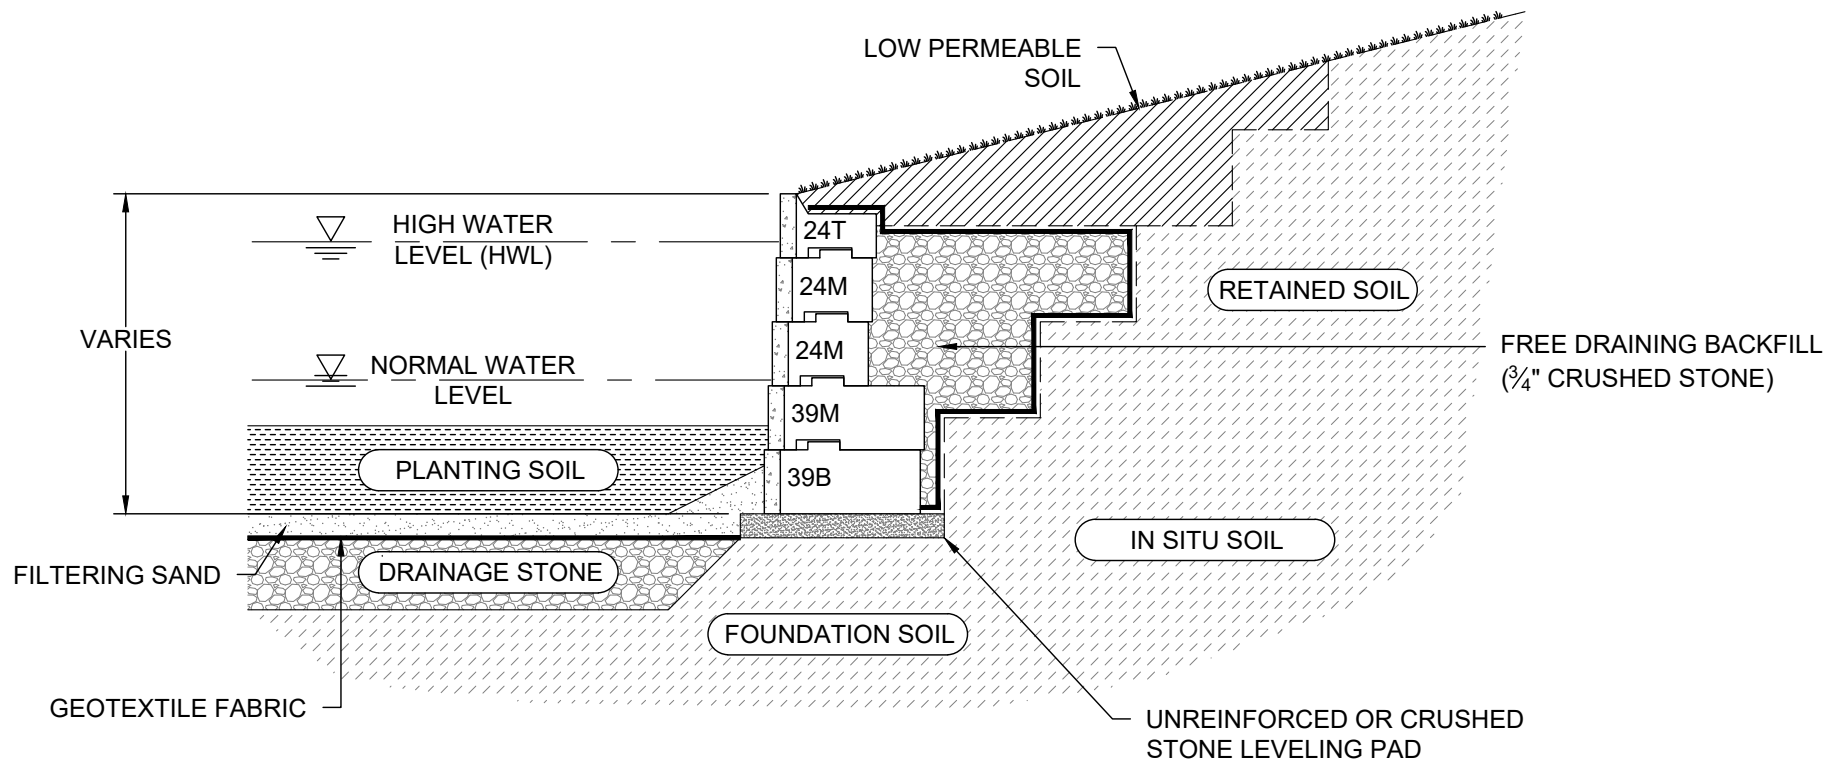 LOW PERMEABLE
SOIL
HIGH WATER
LEVEL (HWL)
24T
24M
RETAINED SOIL
VARIES
24M
FREE DRAINING BACKFILL
(3/4" CRUSHED STONE)
NORMAL WATER
LEVEL
39M
PLANTING SOIL
39B
IN SITU SOIL
FILTERING SAND
DRAINAGE STONE
FOUNDATION SOIL
GEOTEXTILE FABRIC
UNREINFORCED OR CRUSHED
STONE LEVELING PAD